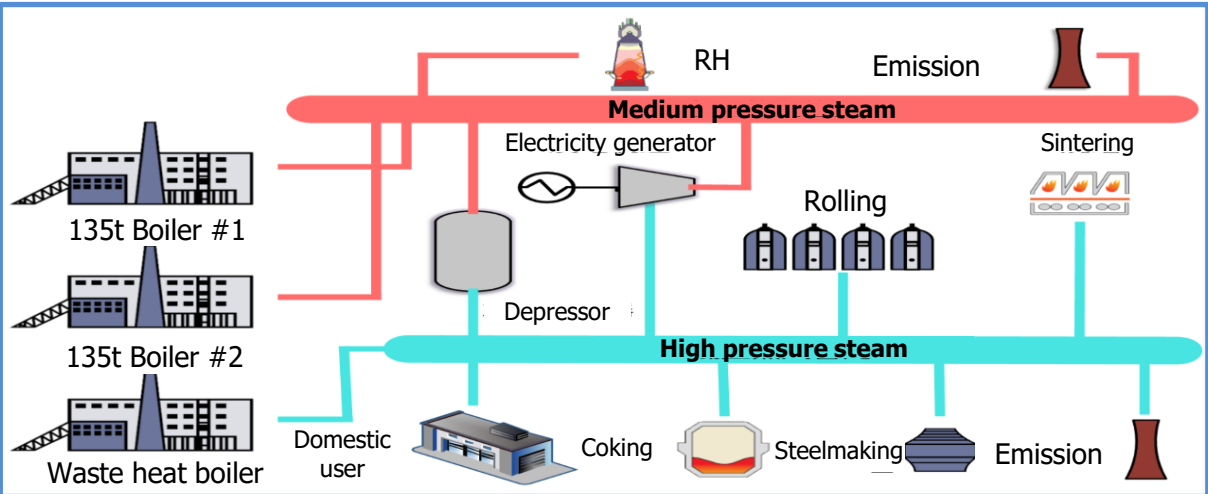 RH
Emission
Medium pressure steam
Electricity generator
Sintering
135t Boiler #1
Rolling
Depressor
135t Boiler #2
High pressure steam
Waste heat boiler
Domestic
user
Coking
Steelmaking
Emission